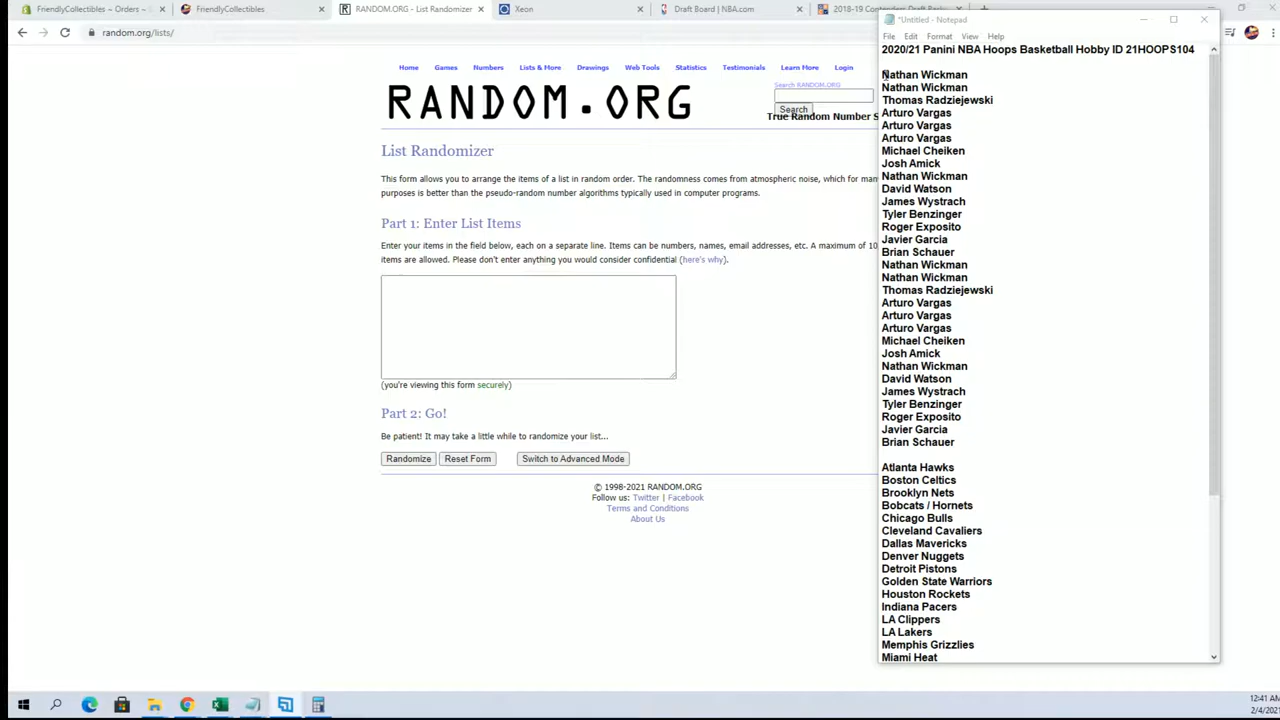 FriendlyCollectibles ~ Orders ~
FriendlyCollectibles
RANDOM.ORG - List Randomizer
Xeon
Draft Board | NBA.com
2018-19 Contenders Draft
random.org/lists/
Home Games Numbers Lists & More Drawings Web Tools Statistics Testimonials Learn More Login
RANDOM.ORG
Search RANDOM.ORG
Search
True Random Number S
List Randomizer
This form allows you to arrange the items of a list in random order. The randomness comes from atmospheric noise, which for man
purposes is better than the pseudo-random number algorithms typically used in computer programs.
Part 1: Enter List Items
Enter your items in the field below, each on a separate line. Items can be numbers, names, email addresses, etc. A maximum of 10
items are allowed. Please don't enter anything you would consider confidential (here's why).
(you're viewing this form securely)
Part 2: Go!
Be patient! It may take a little while to randomize your list...
Randomize Reset Form Switch to Advanced Mode
© 1998-2021 RANDOM.ORG
Follow us: Twitter | Facebook
Terms and Conditions
About Us
*Untitled - Notepad
File Edit Format View Help
2020/21 Panini NBA Hoops Basketball Hobby ID 21HOOPS104
Nathan Wickman
Nathan Wickman
Thomas Radziejewski
Arturo Vargas
Arturo Vargas
Arturo Vargas
Michael Cheiken
Josh Amick
Nathan Wickman
David Watson
James Wystrach
Tyler Benzinger
Roger Exposito
Javier Garcia
Brian Schauer
Nathan Wickman
Nathan Wickman
Thomas Radziejewski
Arturo Vargas
Arturo Vargas
Arturo Vargas
Michael Cheiken
Josh Amick
Nathan Wickman
David Watson
James Wystrach
Tyler Benzinger
Roger Exposito
Javier Garcia
Brian Schauer
Atlanta Hawks
Boston Celtics
Brooklyn Nets
Bobcats / Hornets
Chicago Bulls
Cleveland Cavaliers
Dallas Mavericks
Denver Nuggets
Detroit Pistons
Golden State Warriors
Houston Rockets
Indiana Pacers
LA Clippers
LA Lakers
Memphis Grizzlies
Miami Heat
12:41 AM
2/4/2021